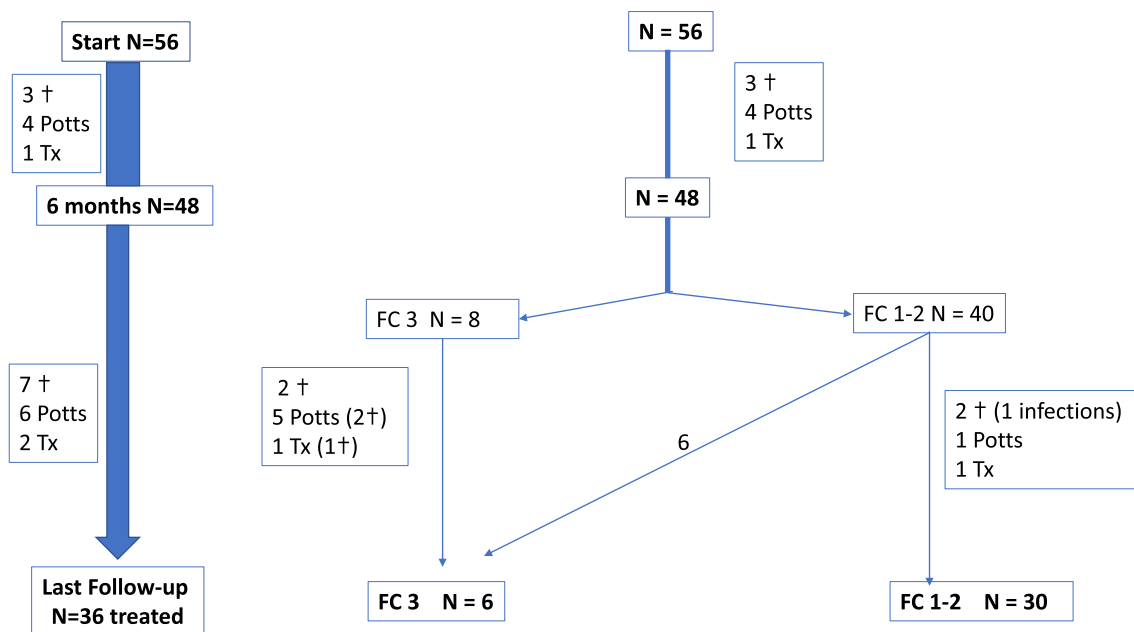 Start N=56
3 †
4 Potts
1 Tx
6 months N=48
7 †
6 Potts
2 Tx
Last Follow-up
N=36 treated
N = 56
3 †
4 Potts
1 Tx
N = 48
FC 3 N = 8
FC 1-2 N = 40
2 †
5 Potts (2†)
1 Tx (1†)
6
2 † (1 infections)
1 Potts
1 Tx
FC 3 N = 6
FC 1-2 N = 30